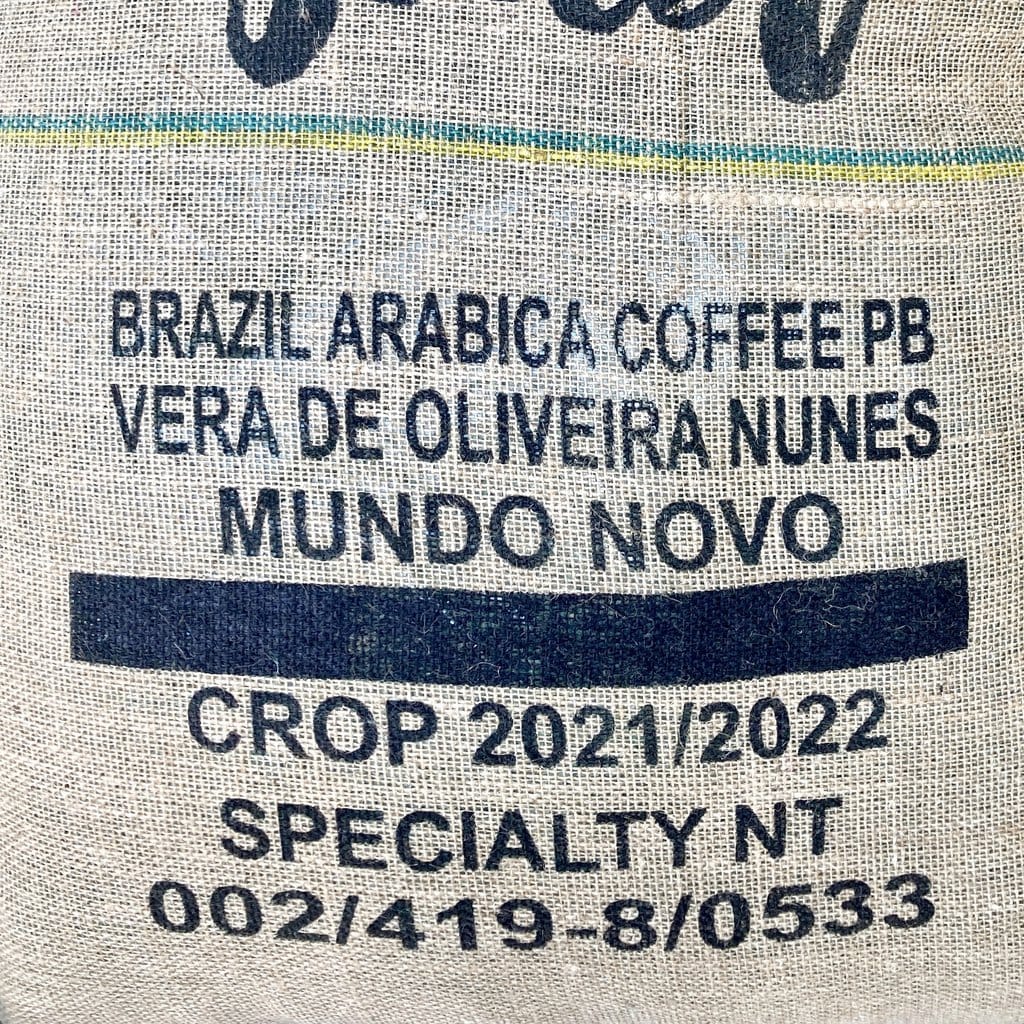 BRAZIL ARABICA COFFEE PB
VERA DE OLIVEIRA NUNES
MUNDO NOVO
CROP 2021/2022
SPECIALTY NT
002/419-8/0533